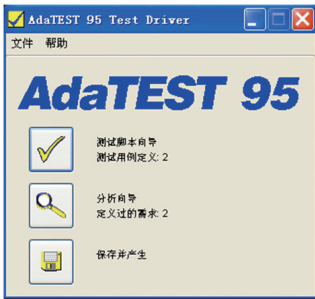 AdaTEST 95 Test Driver
文件 帮助
AdaTEST 95
测试脚本向导
测试用例定义: 2
分析向导
定义过的需求: 2
保存并产生